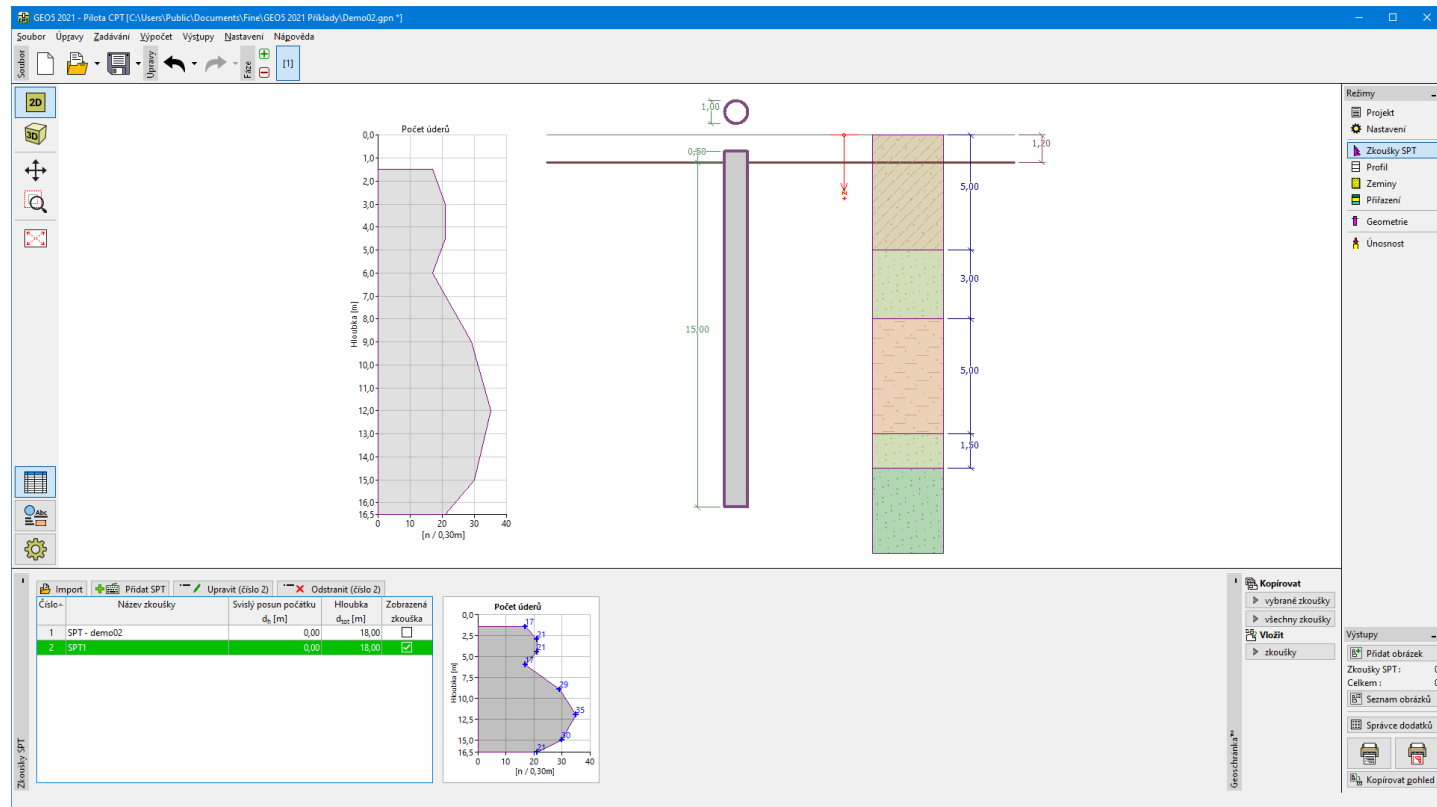 GEO5 2021 - Pilota CPT [C:\Users\Public\Documents\Fine\GEO5 2021 Příklady\Demo02.gpn *]
Soubor Úpravy Zadávání Výpočet Výstupy Nastavení Nápověda
Soubor
Úpravy
Fáze
[1]
2D
3D
Abc
Počet úderů
0,0
1,0
2,0
3,0
4,0
5,0
6,0
7,0
8,0
9,0
10,0
11,0
12,0
13,0
14,0
15,0
16,0
16,5
Hloubka [m]
0 10 20 30 40
[n / 0,30m]
1,00
0,50
15,00
+z
1,20
5,00
3,00
5,00
1,50
Režimy
Projekt
Nastavení
Zkoušky SPT
Profil
Zeminy
Přiřazení
Geometrie
Únosnost
Zkoušky SPT
Import Přidat SPT Upravit (číslo 2) Odstranit (číslo 2)
Číslo Název zkoušky Svislý posun počátku Hloubka Zobrazená
dh [m] dtot [m] zkouška
1 SPT - demo02 0,00 18,00
2 SPT1 0,00 18,00
Počet úderů
0,0
2,5
5,0
7,5
10,0
12,5
15,0
16,5
Hloubka [m]
17
21
21
17
29
35
30
21
0 10 20 30 40
[n / 0,30m]
Geoschránka™
Kopírovat
vybrané zkoušky
všechny zkoušky
Vložit
zkoušky
Výstupy
Přidat obrázek
Zkoušky SPT : 0
Celkem : 0
Seznam obrázků
Správce dodatků
Kopírovat pohled